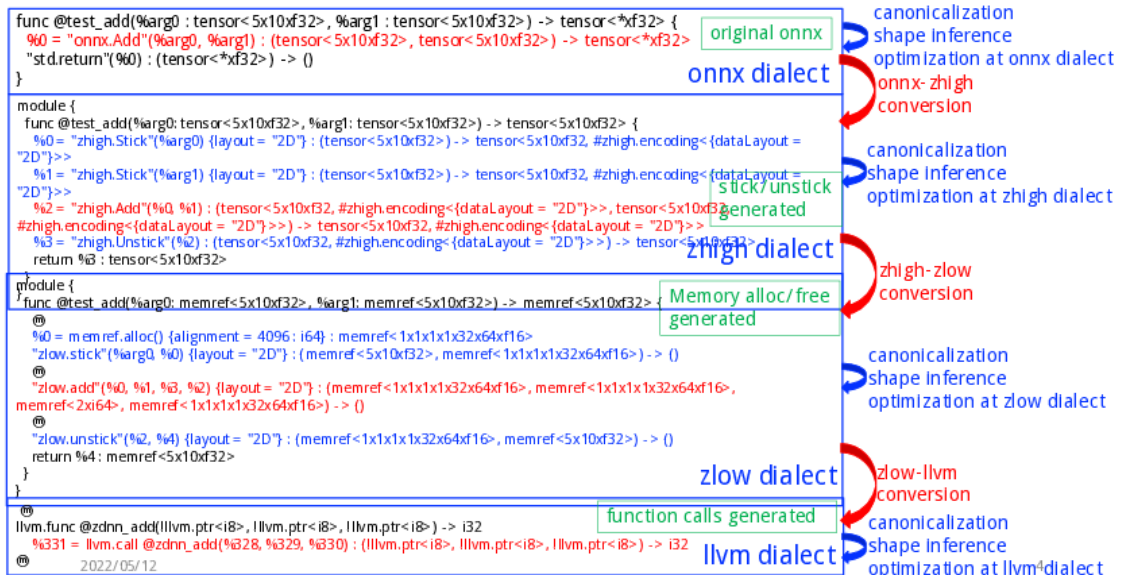 func @test_add(%arg0 : tensor<5x10xf32>, %arg1 : tensor<5x10xf32>) -> tensor<*xf32> {
%0 = "onnx.Add"(%arg0, %arg1) : (tensor<5x10xf32>, tensor<5x10xf32>) -> tensor<*xf32>
"std.return"(%0) : (tensor<*xf32>) -> ()
}
original onnx
onnx dialect
canonicalization
shape inference
optimization at onnx dialect
onnx-zhigh
conversion
module {
func @test_add(%arg0: tensor<5x10xf32>, %arg1: tensor<5x10xf32>) -> tensor<5x10xf32> {
%0 = "zhigh.Stick"(%arg0) {layout = "2D"} : (tensor<5x10xf32>) -> tensor<5x10xf32, #zhigh.encoding<{dataLayout =
"2D"}>>
%1 = "zhigh.Stick"(%arg1) {layout = "2D"} : (tensor<5x10xf32>) -> tensor<5x10xf32, #zhigh.encoding<{dataLayout =
"2D"}>>
%2 = "zhigh.Add"(%0, %1) : (tensor<5x10xf32, #zhigh.encoding<{dataLayout = "2D"}>>, tensor<5x10xf32,
#zhigh.encoding<{dataLayout = "2D"}>>) -> tensor<5x10xf32, #zhigh.encoding<{dataLayout = "2D"}>>
%3 = "zhigh.Unstick"(%2) : (tensor<5x10xf32, #zhigh.encoding<{dataLayout = "2D"}>>) -> tensor<5x10xf32>
return %3 : tensor<5x10xf32>
}
}
stick/unstick
generated
zhigh dialect
canonicalization
shape inference
optimization at zhigh dialect
zhigh-zlow
conversion
module {
func @test_add(%arg0: memref<5x10xf32>, %arg1: memref<5x10xf32>) -> memref<5x10xf32> {
ⓜ
%0 = memref.alloc() {alignment = 4096 : i64} : memref<1x1x1x1x32x64xf16>
"zlow.stick"(%arg0, %0) {layout = "2D"} : (memref<5x10xf32>, memref<1x1x1x1x32x64xf16>) -> ()
ⓜ
"zlow.add"(%0, %1, %3, %2) {layout = "2D"} : (memref<1x1x1x1x32x64xf16>, memref<1x1x1x1x32x64xf16>,
memref<2xi64>, memref<1x1x1x1x32x64xf16>) -> ()
ⓜ
"zlow.unstick"(%2, %4) {layout = "2D"} : (memref<1x1x1x1x32x64xf16>, memref<5x10xf32>) -> ()
return %4 : memref<5x10xf32>
}
}
Memory alloc/free
generated
zlow dialect
canonicalization
shape inference
optimization at zlow dialect
zlow-llvm
conversion
ⓜ
llvm.func @zdnn_add(!llvm.ptr<i8>, !llvm.ptr<i8>, !llvm.ptr<i8>) -> i32
%331 = llvm.call @zdnn_add(%328, %329, %330) : (!llvm.ptr<i8>, !llvm.ptr<i8>, !llvm.ptr<i8>) -> i32
ⓜ
function calls generated
llvm dialect
canonicalization
shape inference
optimization at llvm dialect
2022/05/12
4